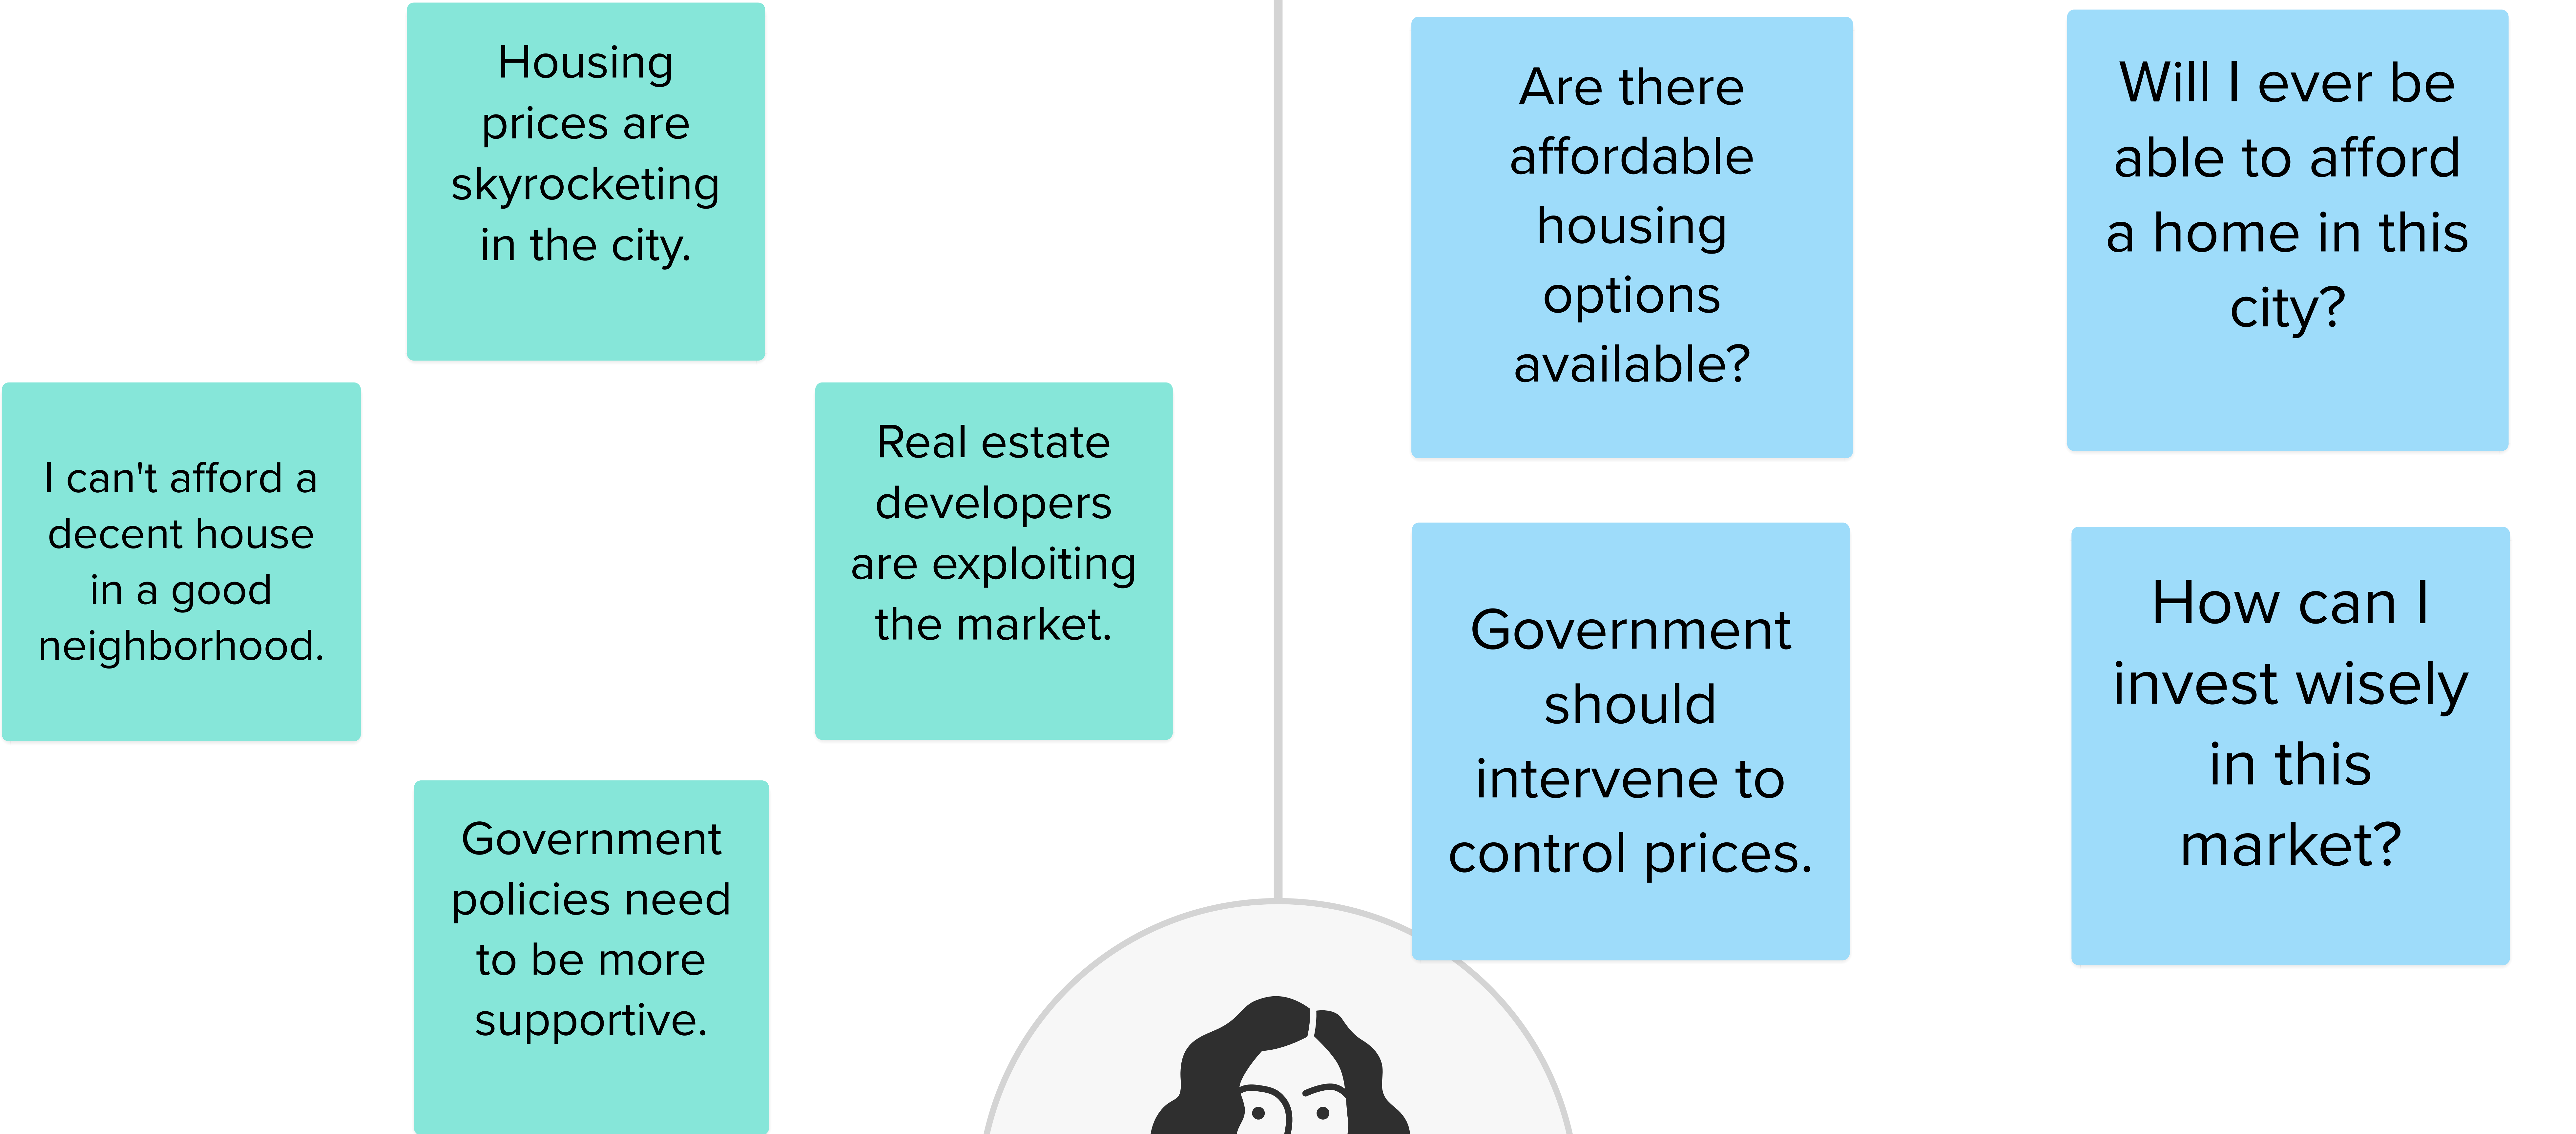 Housing
prices are
skyrocketing
in the city.
I can't afford a
decent house
in a good
neighborhood.
Real estate
developers
are exploiting
the market.
Government
policies need
to be more
supportive.
Are there
affordable
housing
options
available?
Will I ever be
able to afford
a home in this
city?
Government
should
intervene to
control prices.
How can I
invest wisely
in this
market?